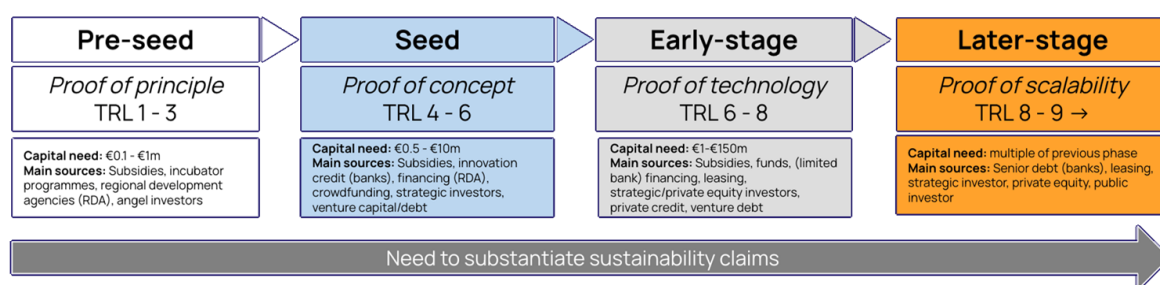 Pre-seed
Proof of principle
TRL 1 - 3
Capital need: €0.1 - €1m
Main sources: Subsidies, incubator
programmes, regional development
agencies (RDA), angel investors
Seed
Proof of concept
TRL 4 - 6
Capital need: €0.5 - €10m
Main sources: Subsidies, innovation
credit (banks), financing (RDA),
crowdfunding, strategic investors,
venture capital/debt
Early-stage
Proof of technology
TRL 6 - 8
Capital need: €1-€150m
Main sources: Subsidies, funds, (limited
bank) financing, leasing,
strategic/private equity investors,
private credit, venture debt
Later-stage
Proof of scalability
TRL 8 - 9 →
Capital need: multiple of previous phase
Main sources: Senior debt (banks), leasing,
strategic investor, private equity, public
investor
Need to substantiate sustainability claims